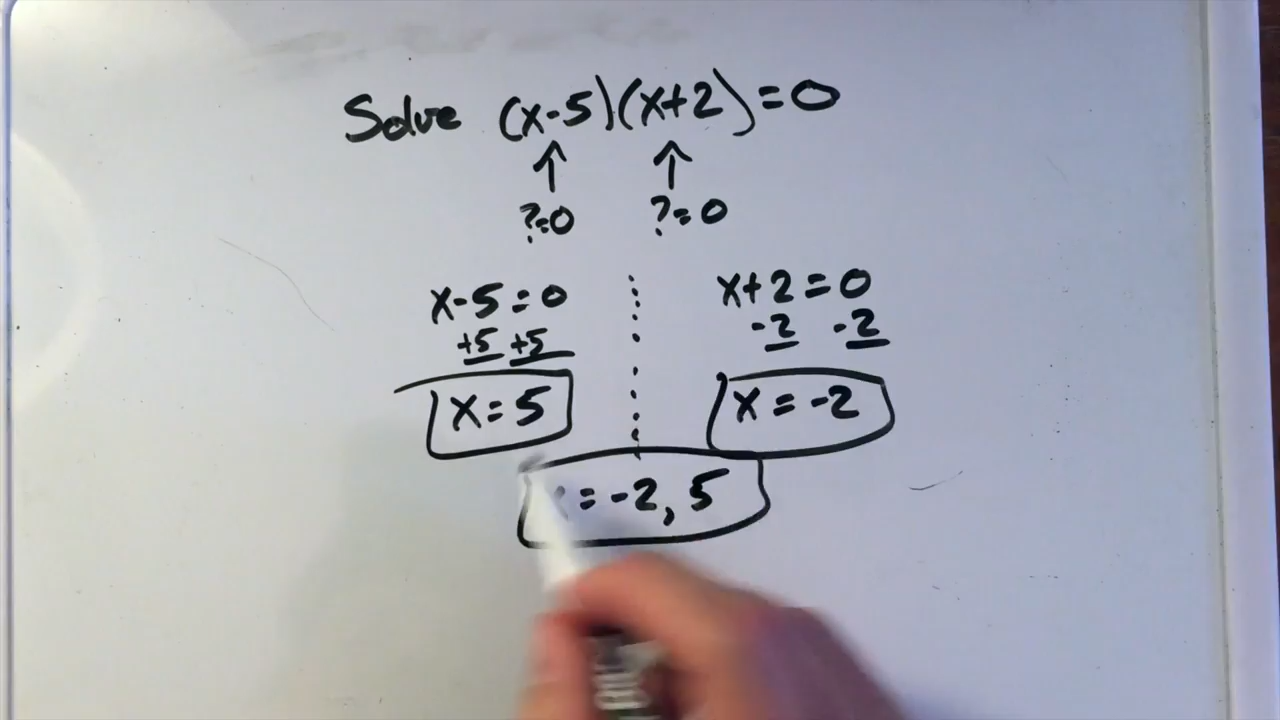 Solve (x-5)(x+2)=0
↑ ↑
?=0 ?=0
x-5=0 x+2=0
+5 +5 -2 -2
x=5 x=-2
=-2, 5